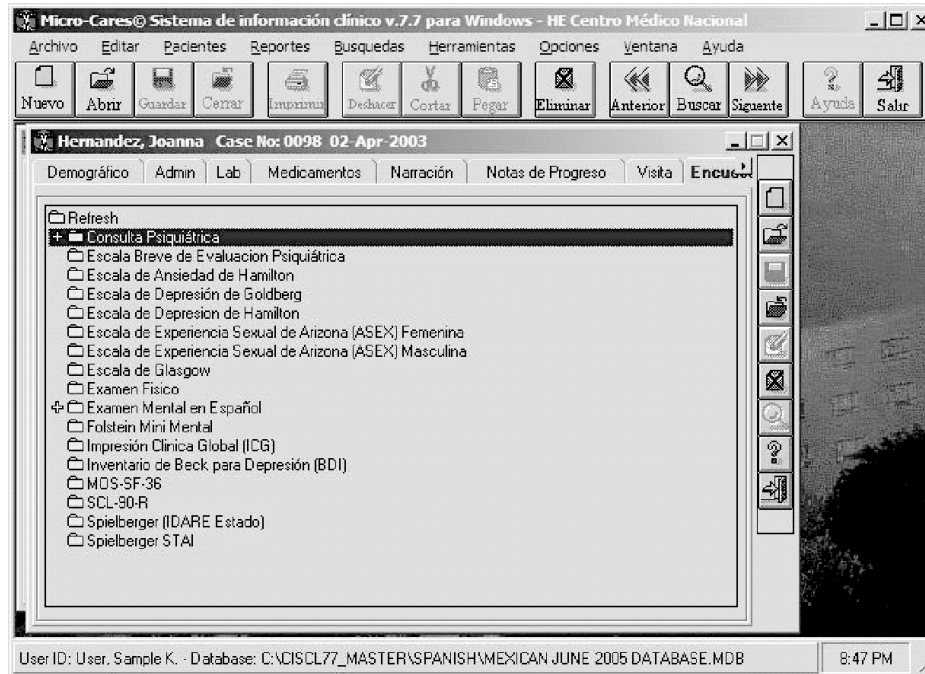 Micro-Cares© Sistema de información clínico v.7.7 para Windows - HE Centro Médico Nacional
Archivo Editar Pacientes Reportes Busquedas Herramientas Opciones Ventana Ayuda
Nuevo Abrir Guardar Cerrar Imprimir Deshacer Cortar Pegar Eliminar Anterior Buscar Siguente Ayuda Salir
Hernandez, Joanna Case No: 0098 02-Apr-2003
Demográfico Admin Lab Medicamentos Narración Notas de Progreso Visita
Refresh
Consulta Psiquiátrica
Escala Breve de Evaluacion Psiquiátrica
Escala de Ansiedad de Hamilton
Escala de Depresión de Goldberg
Escala de Depresion de Hamilton
Escala de Experiencia Sexual de Arizona (ASEX) Femenina
Escala de Experiencia Sexual de Arizona (ASEX) Masculina
Escala de Glasgow
Examen Fisico
Examen Mental en Español
Folstein Mini Mental
Impresión Clinica Global (ICG)
Inventario de Beck para Depresión (BDI)
MOS-SF-36
SCL-90-R
Spielberger (IDARE Estado)
Spielberger STAI
User ID: User, Sample K. - Database: C:\CISCL77_MASTER\SPANISH\MEXICAN JUNE 2005 DATABASE.MDB 8:47 PM